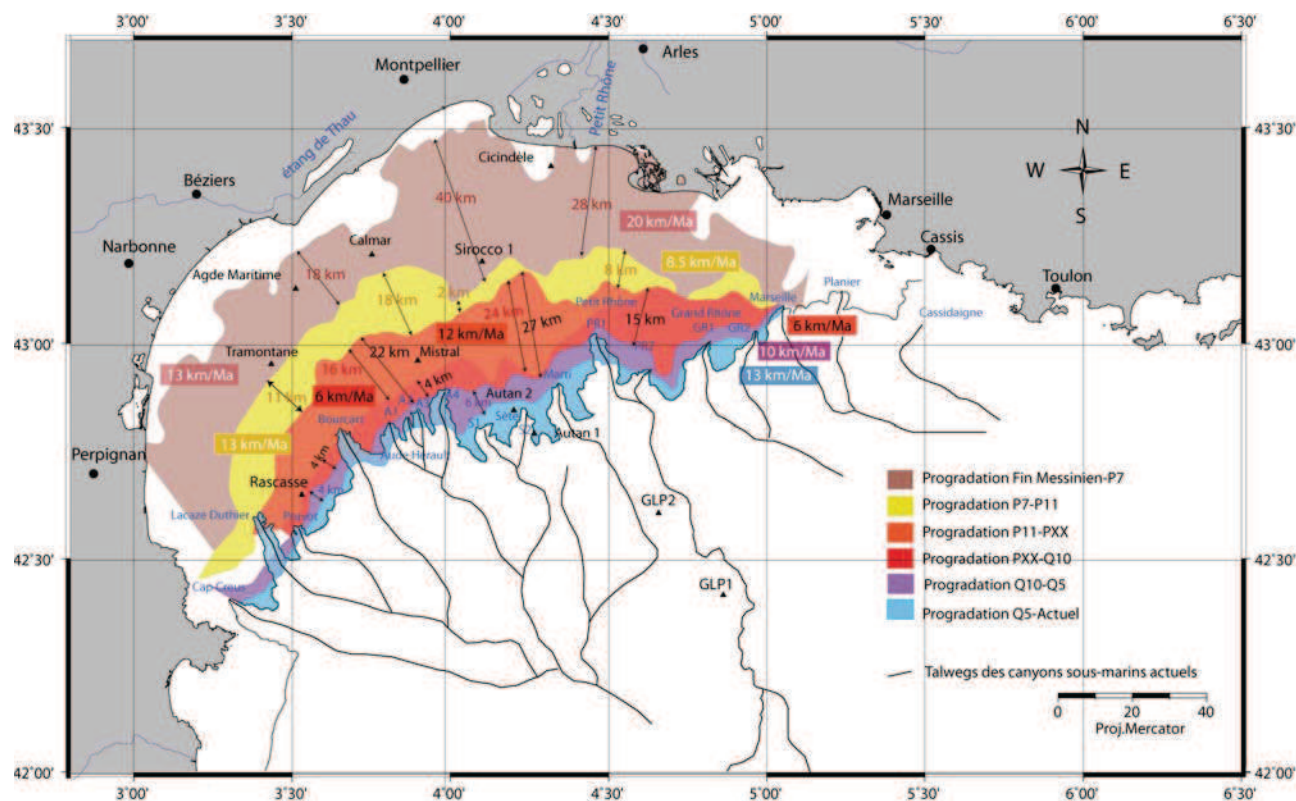 3˚00'
3˚30'
4˚00'
4˚30'
5˚00'
5˚30'
6˚00'
6˚30'
Arles
Montpellier
Petit Rhône
43˚30'
43˚30'
étang de Thau
Cicindèle
N
W
E
S
Béziers
40 km
28 km
20 km/Ma
Marseille
Narbonne
Calmar
Sirocco 1
Cassis
Agde Maritime
18 km
8 km
8.5 km/Ma
Toulon
18 km
2 km
Planier
24 km
Petit Rhône
Marseille
Cassidaigne
27 km
15 km
Grand Rhône
PR1
GR1
GR2
12 km/Ma
6 km/Ma
43˚00'
43˚00'
22 km
Mistral
10 km/Ma
Tramontane
16 km
13 km/Ma
13 km/Ma
4 km
Marti
11 km
6 km/Ma
A4
Autan 2
Bourcart
A1
6 km
Sète
S1
Autan 1
13 km/Ma
Aude
Hérault
Perpignan
4 km
Rascasse
4 km
GLP2
Lacaze Duthier
Pruvot
Progradation Fin Messinien-P7
Progradation P7-P11
Progradation P11-PXX
Progradation PXX-Q10
Progradation Q10-Q5
Progradation Q5-Actuel
42˚30'
42˚30'
Cap Creus
GLP1
Talwegs des canyons sous-marins actuels
0
20
40
Proj.Mercator
42˚00'
42˚00'
3˚00'
3˚30'
4˚00'
4˚30'
5˚00'
5˚30'
6˚00'
6˚30'